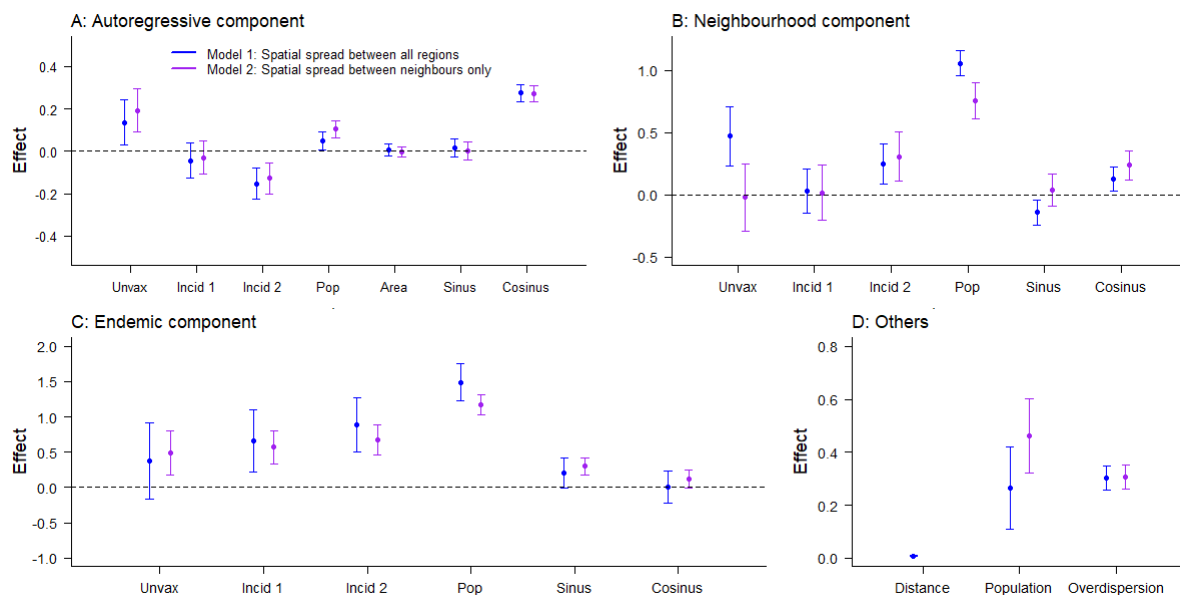 A: Autoregressive component
Model 1: Spatial spread between all regions
Model 2: Spatial spread between neighbours only
Effect
0.4
0.2
0.0
-0.2
-0.4
Unvax Incid 1 Incid 2 Pop Area Sinus Cosinus
B: Neighbourhood component
Effect
1.0
0.5
0.0
-0.5
Unvax Incid 1 Incid 2 Pop Sinus Cosinus
C: Endemic component
Effect
2.0
1.5
1.0
0.5
0.0
-0.5
-1.0
Unvax Incid 1 Incid 2 Pop Sinus Cosinus
D: Others
Effect
0.8
0.6
0.4
0.2
0.0
Distance Population Overdispersion